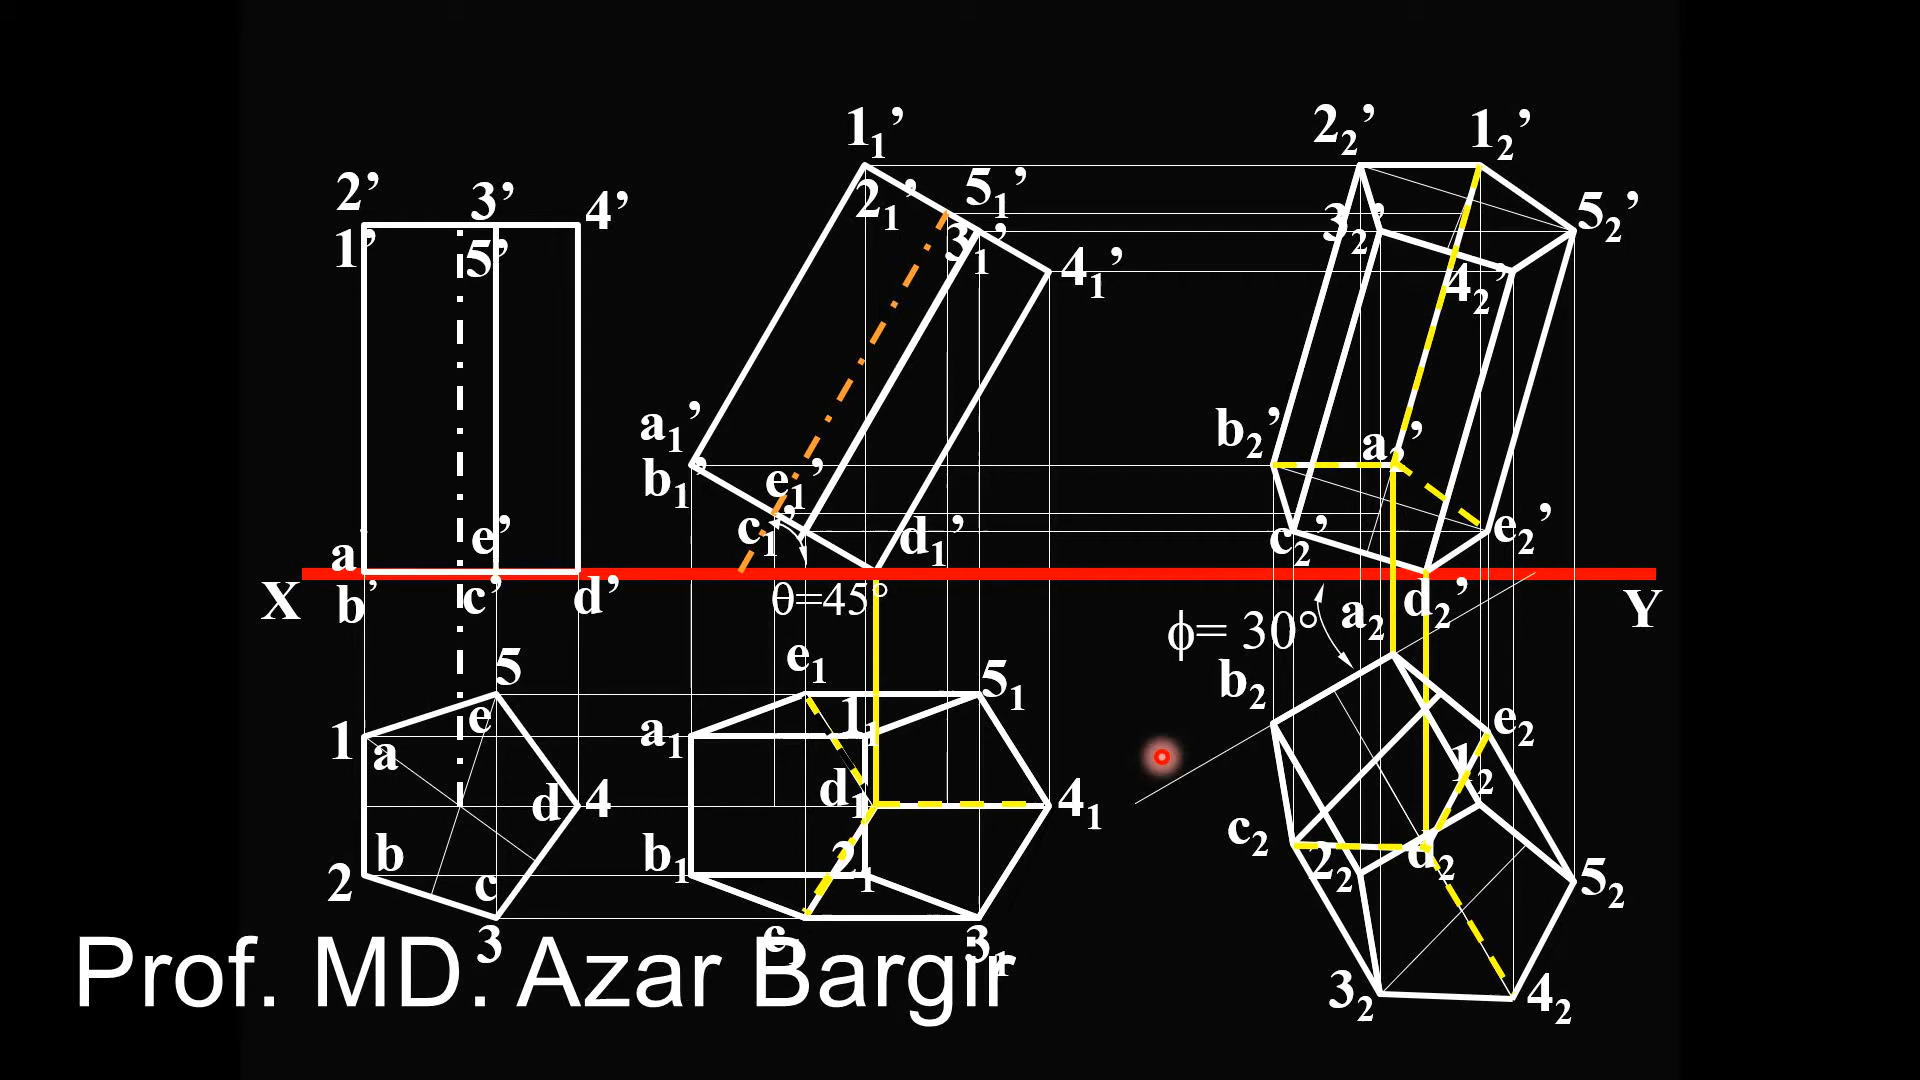 1₁’
2₂’
1₂’
2’
3’
4’
2₁’
5₁’
5₂’
1’
5’
3₁’
4₁’
3₂’
4₂’
a₁’
b₁’
e₁’
b₂’
a₂’
a’
e’
c₁’
d₁’
c₂’
e₂’
X
b’
c’
d’
θ=45°
ϕ= 30°
a₂
d₂’
Y
5
e₁
5₁
b₂
1
a
e
a₁
1₁
e₂
1₂
d
4
d₁
4₁
c₂
2
b
c
b₁
2₁
2₂
d₂
5₂
3
c₁
3₁
3₂
4₂
Prof. MD. Azar Bargir